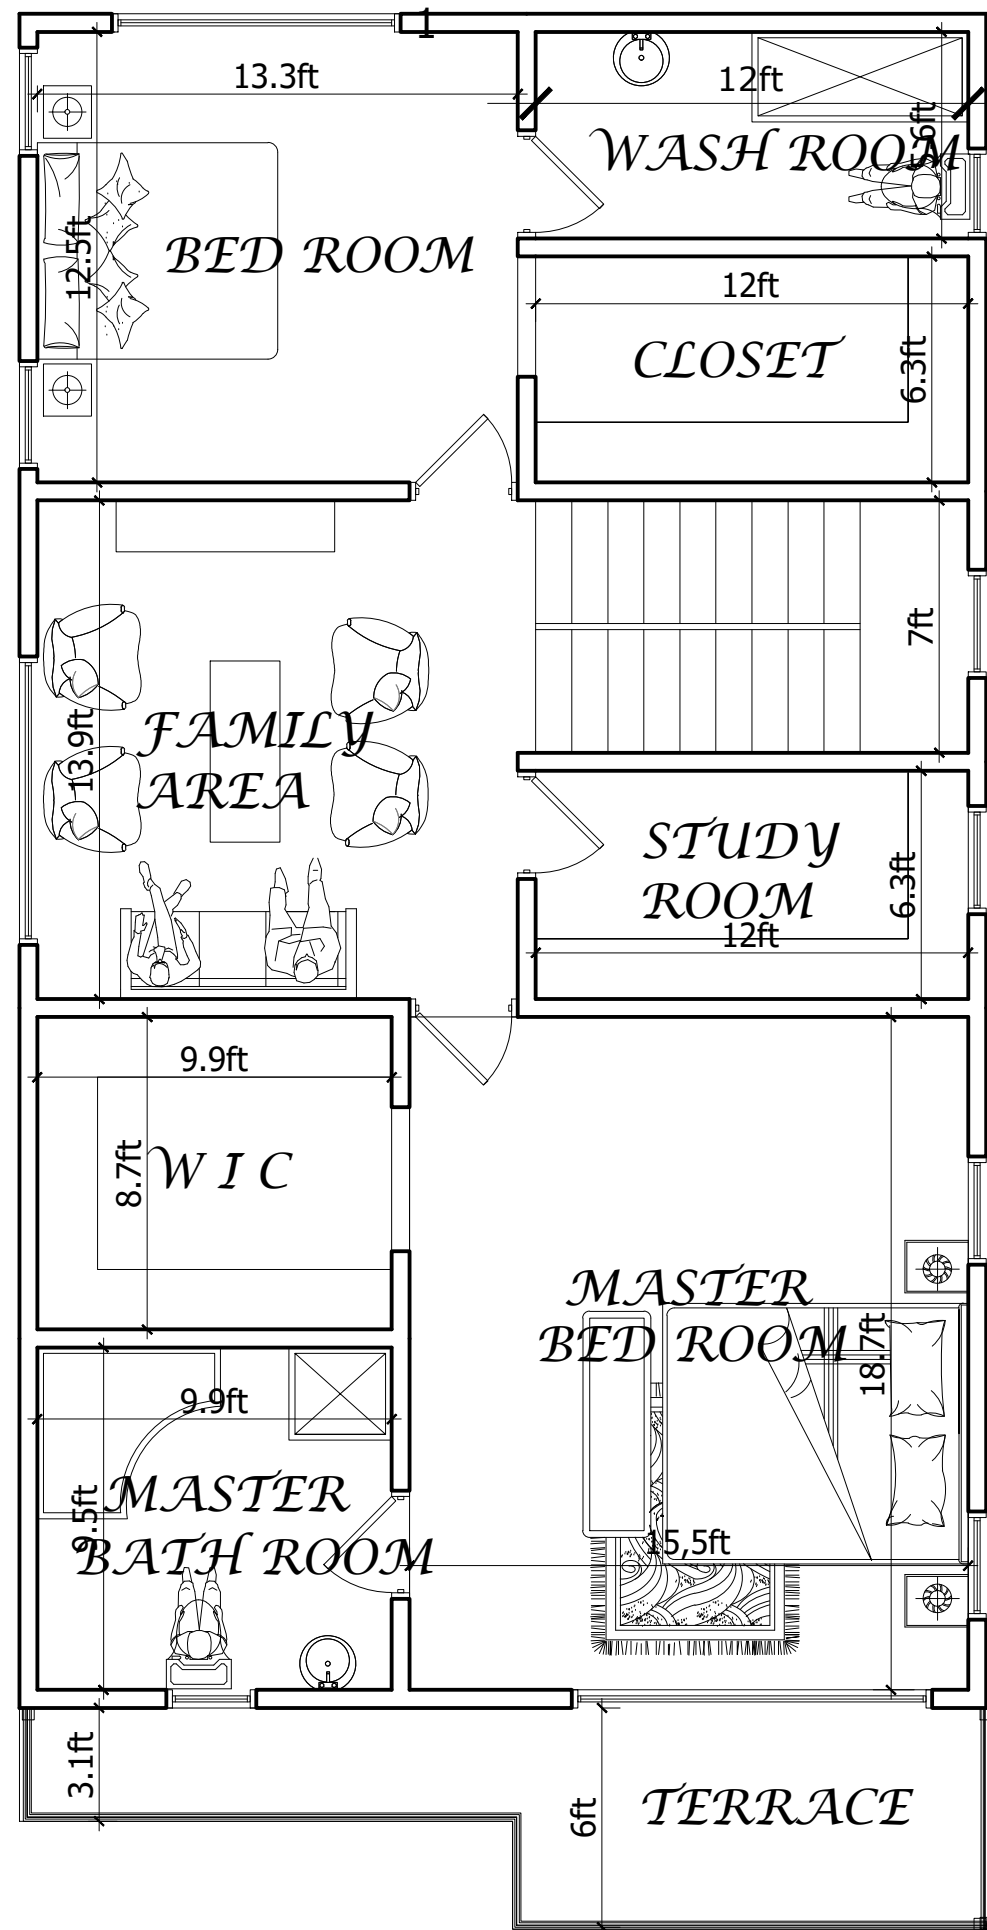 1
13.3ft
12ft
WASH ROOM
12.5ft
BED ROOM
12ft
CLOSET
6.3ft
7ft
13.9ft
FAMILY
AREA
STUDY
ROOM
6.3ft
12ft
9.9ft
8.7ft
W I C
MASTER
BED ROOM
18.7ft
9.9ft
9.5ft
MASTER
BATH ROOM
15,5ft
3.1ft
6ft
TERRACE